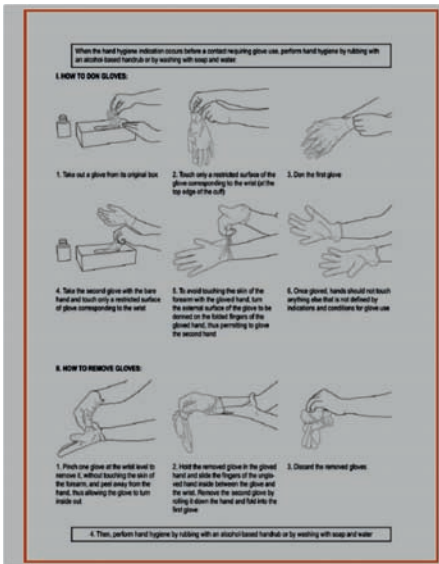 When the hand hygiene indication occurs before a contact requiring glove use, perform hand hygiene by rubbing with
an alcohol-based handrub or by washing with soap and water.
I. HOW TO DON GLOVES:
1. Take out a glove from its original box
2. Touch only a restricted surface of the
glove corresponding to the wrist (at the
top edge of the cuff)
3. Don the first glove
4. Take the second glove with the bare
hand and touch only a restricted surface
of glove corresponding to the wrist
5. To avoid touching the skin of the
forearm with the gloved hand, turn
the external surface of the glove to be
donned on the folded fingers of the
gloved hand, thus permitting to glove
the second hand
6. Once gloved, hands should not touch
anything else that is not defined by
indications and conditions for glove use
II. HOW TO REMOVE GLOVES:
1. Pinch one glove at the wrist level to
remove it, without touching the skin of
the forearm, and peel away from the
hand, thus allowing the glove to turn
inside out
2. Hold the removed glove in the gloved
hand and slide the fingers of the unglo-
ved hand inside between the glove and
the wrist. Remove the second glove by
rolling it down the hand and fold into the
first glove
3. Discard the removed gloves
4. Then, perform hand hygiene by rubbing with an alcohol-based handrub or by washing with soap and water